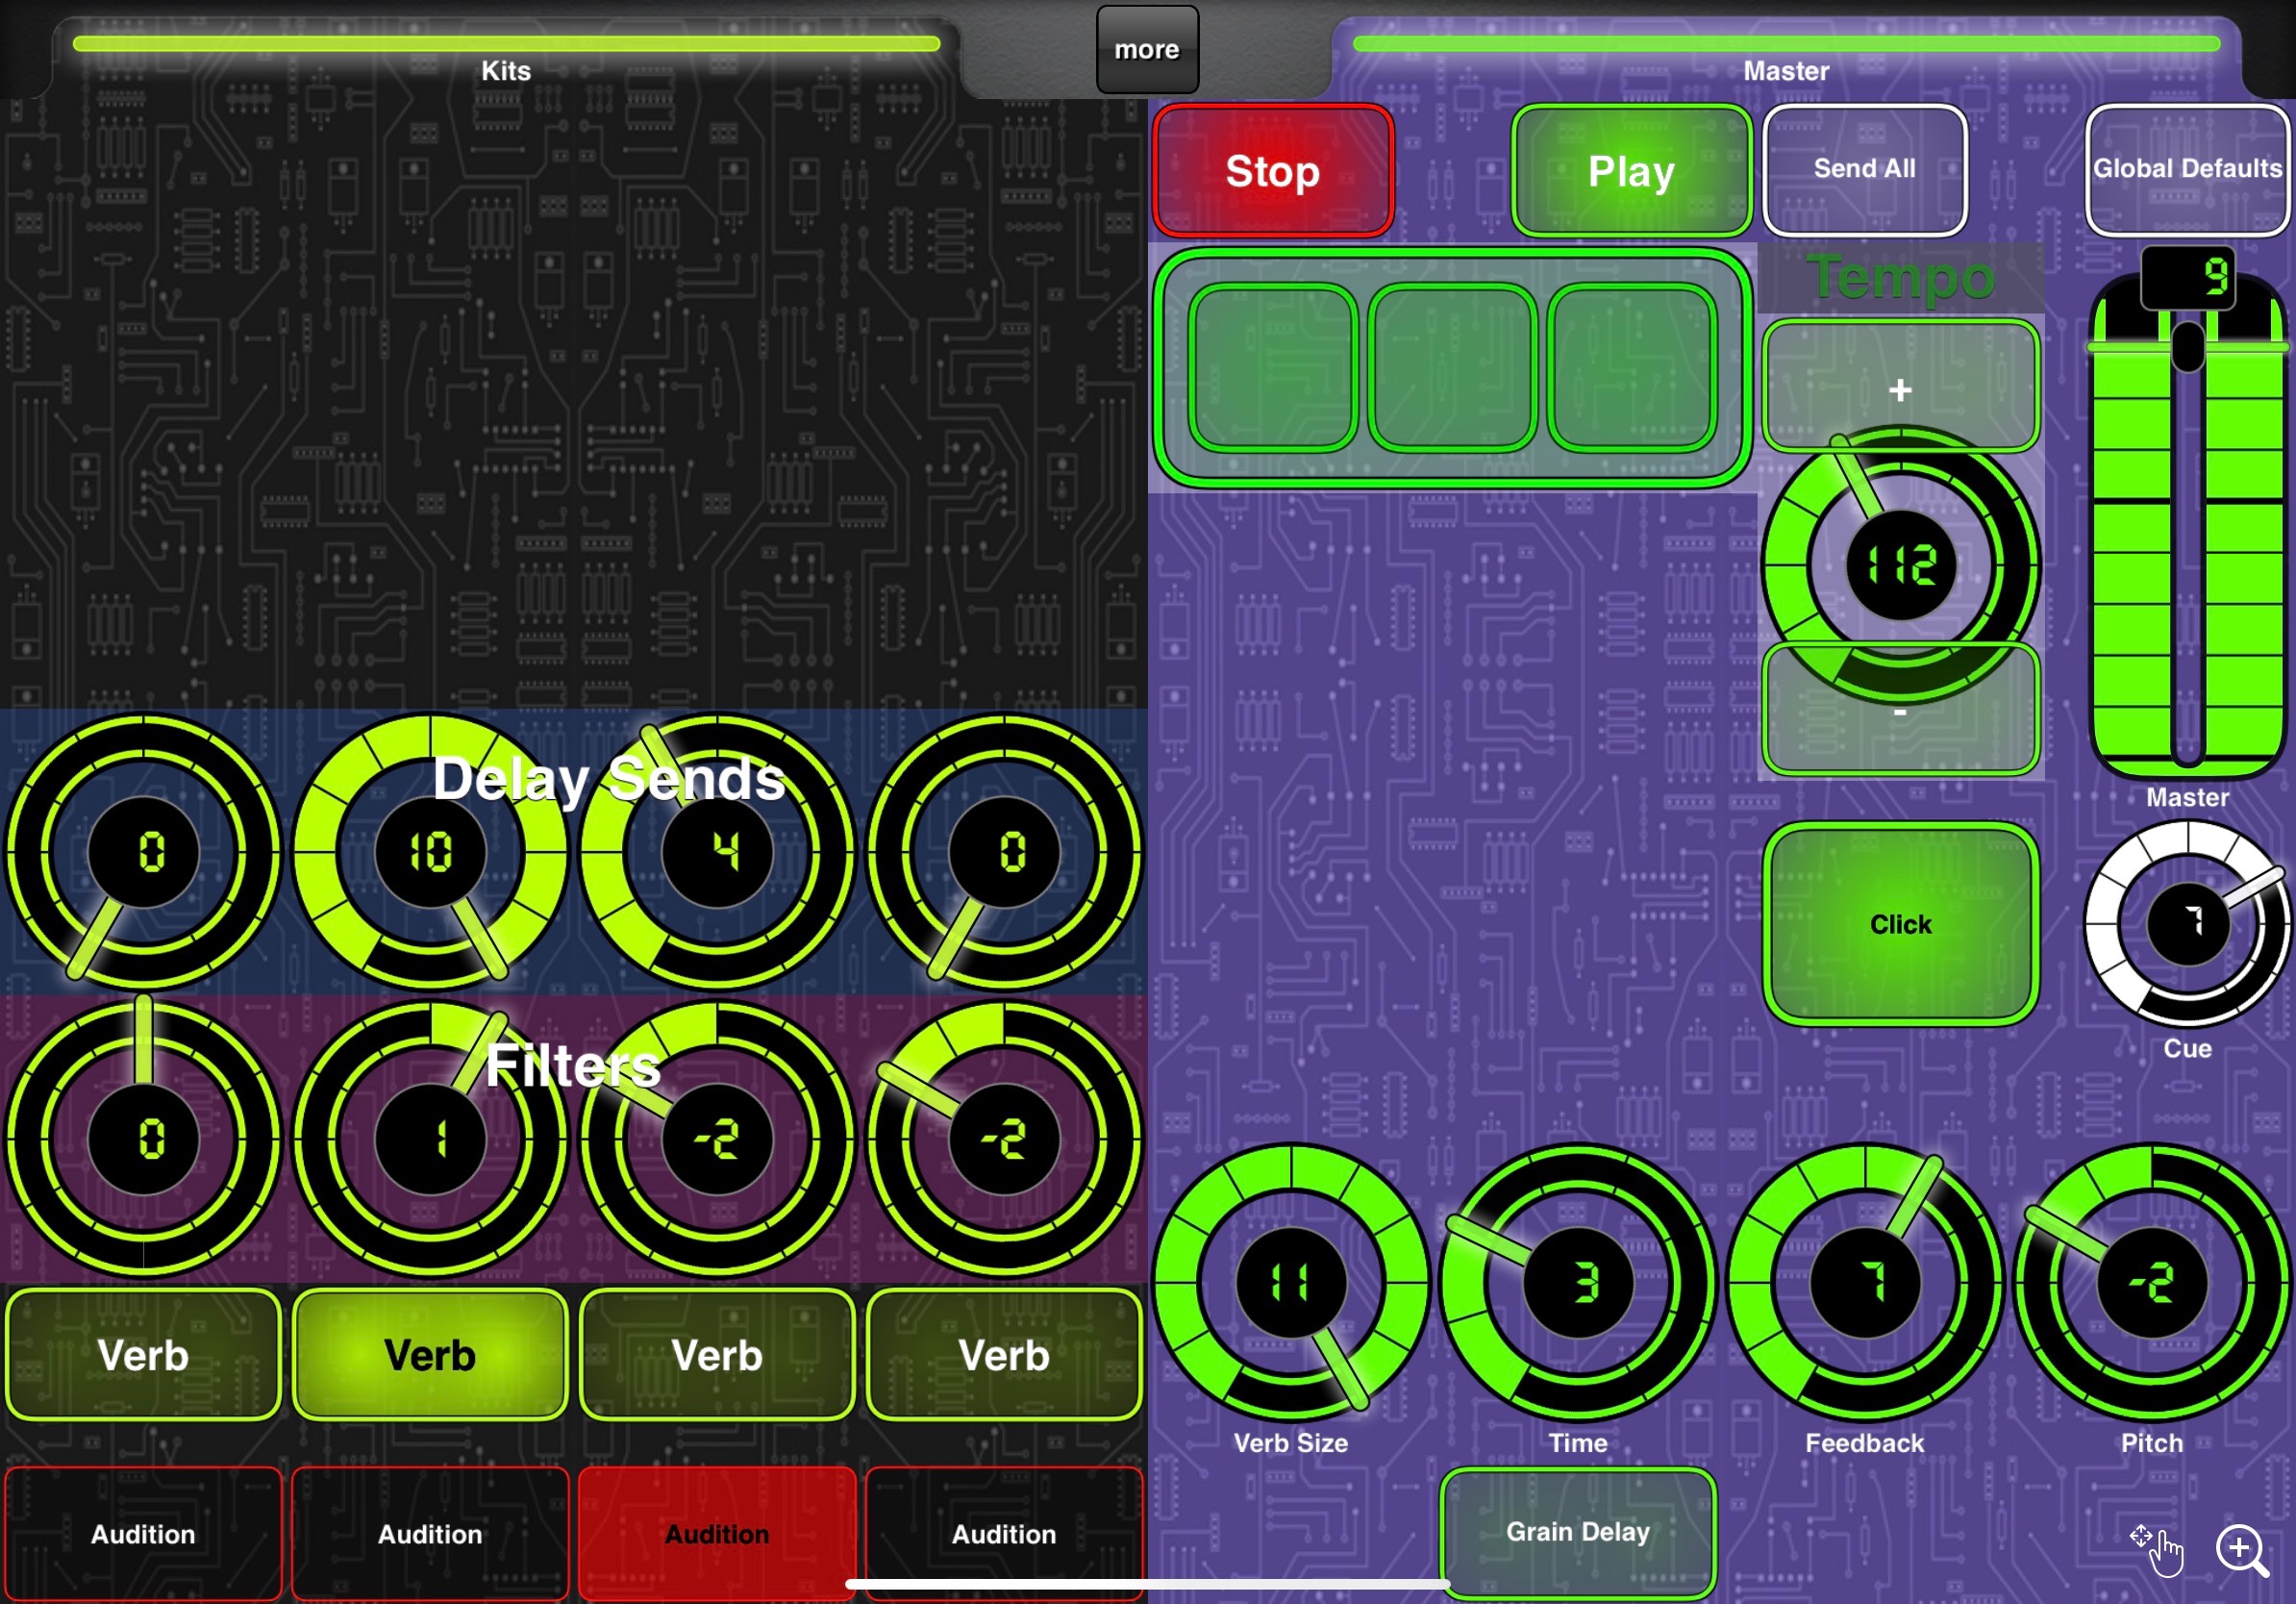 Kits
more
Master
Stop
Play
Send All
Global Defaults
Tempo
9
+
112
-
Master
Delay Sends
0
10
4
0
Click
7
Cue
Filters
0
1
-2
-2
11
3
7
-2
Verb
Verb
Verb
Verb
Verb Size
Time
Feedback
Pitch
Audition
Audition
Audition
Audition
Grain Delay